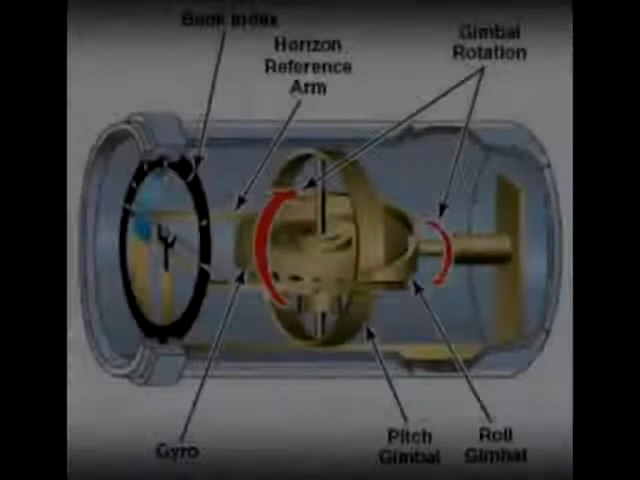 Bank Index
Horizon
Reference
Arm
Gimbal
Rotation
Gyro
Pitch
Gimbal
Roll
Gimbal